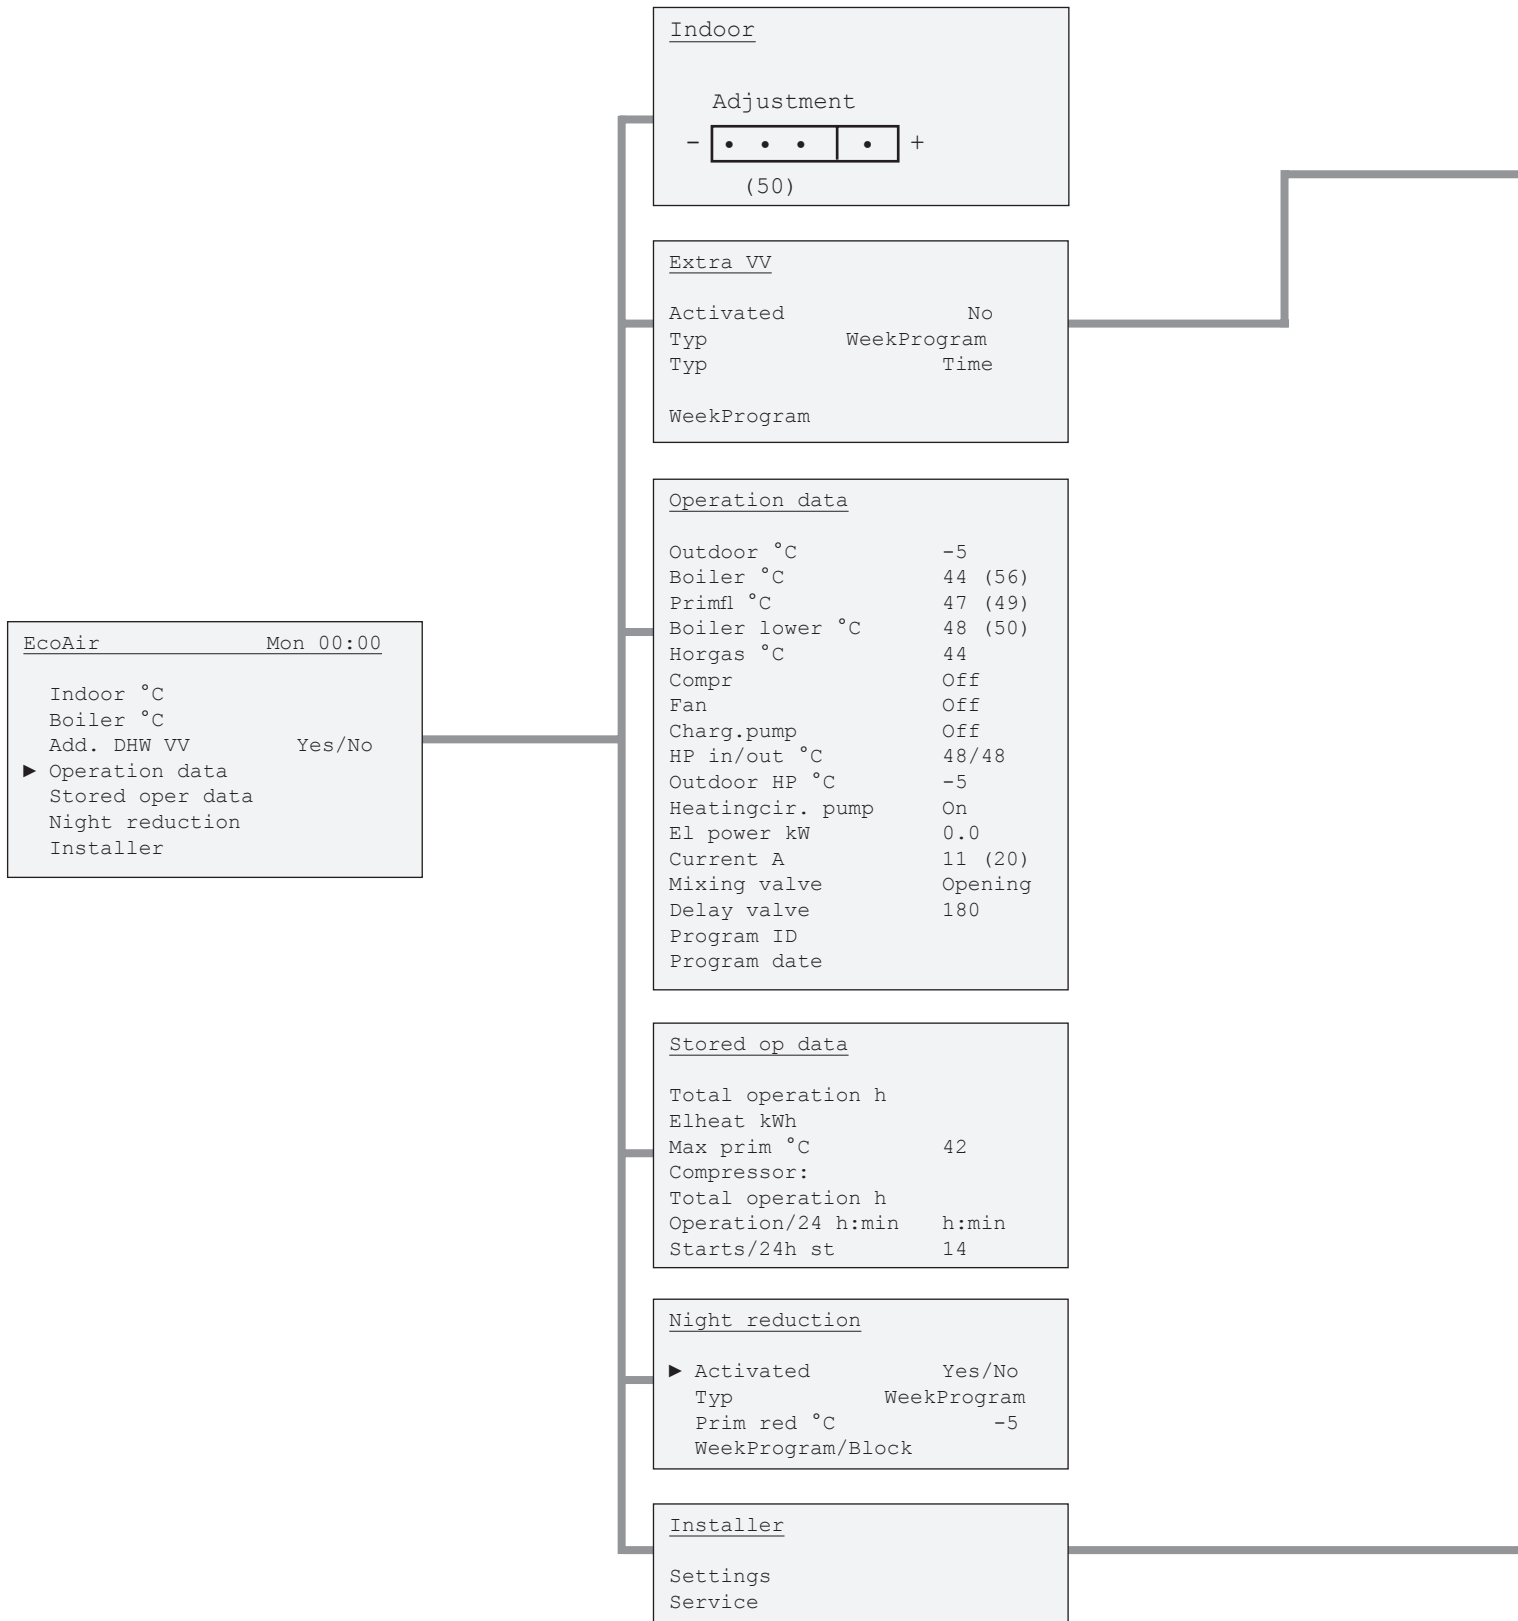 EcoAir Mon 00:00
Indoor °C
Boiler °C
Add. DHW VV Yes/No
► Operation data
Stored oper data
Night reduction
Installer
Indoor
Adjustment
- • • • | • +
(50)
Extra VV
Activated No
Typ WeekProgram
Typ Time
WeekProgram
Operation data
Outdoor °C -5
Boiler °C 44 (56)
Primfl °C 47 (49)
Boiler lower °C 48 (50)
Horgas °C 44
Compr Off
Fan Off
Charg.pump Off
HP in/out °C 48/48
Outdoor HP °C -5
Heatingcir. pump On
El power kW 0.0
Current A 11 (20)
Mixing valve Opening
Delay valve 180
Program ID
Program date
Stored op data
Total operation h
Elheat kWh
Max prim °C 42
Compressor:
Total operation h
Operation/24 h:min h:min
Starts/24h st 14
Night reduction
► Activated Yes/No
Typ WeekProgram
Prim red °C -5
WeekProgram/Block
Installer
Settings
Service